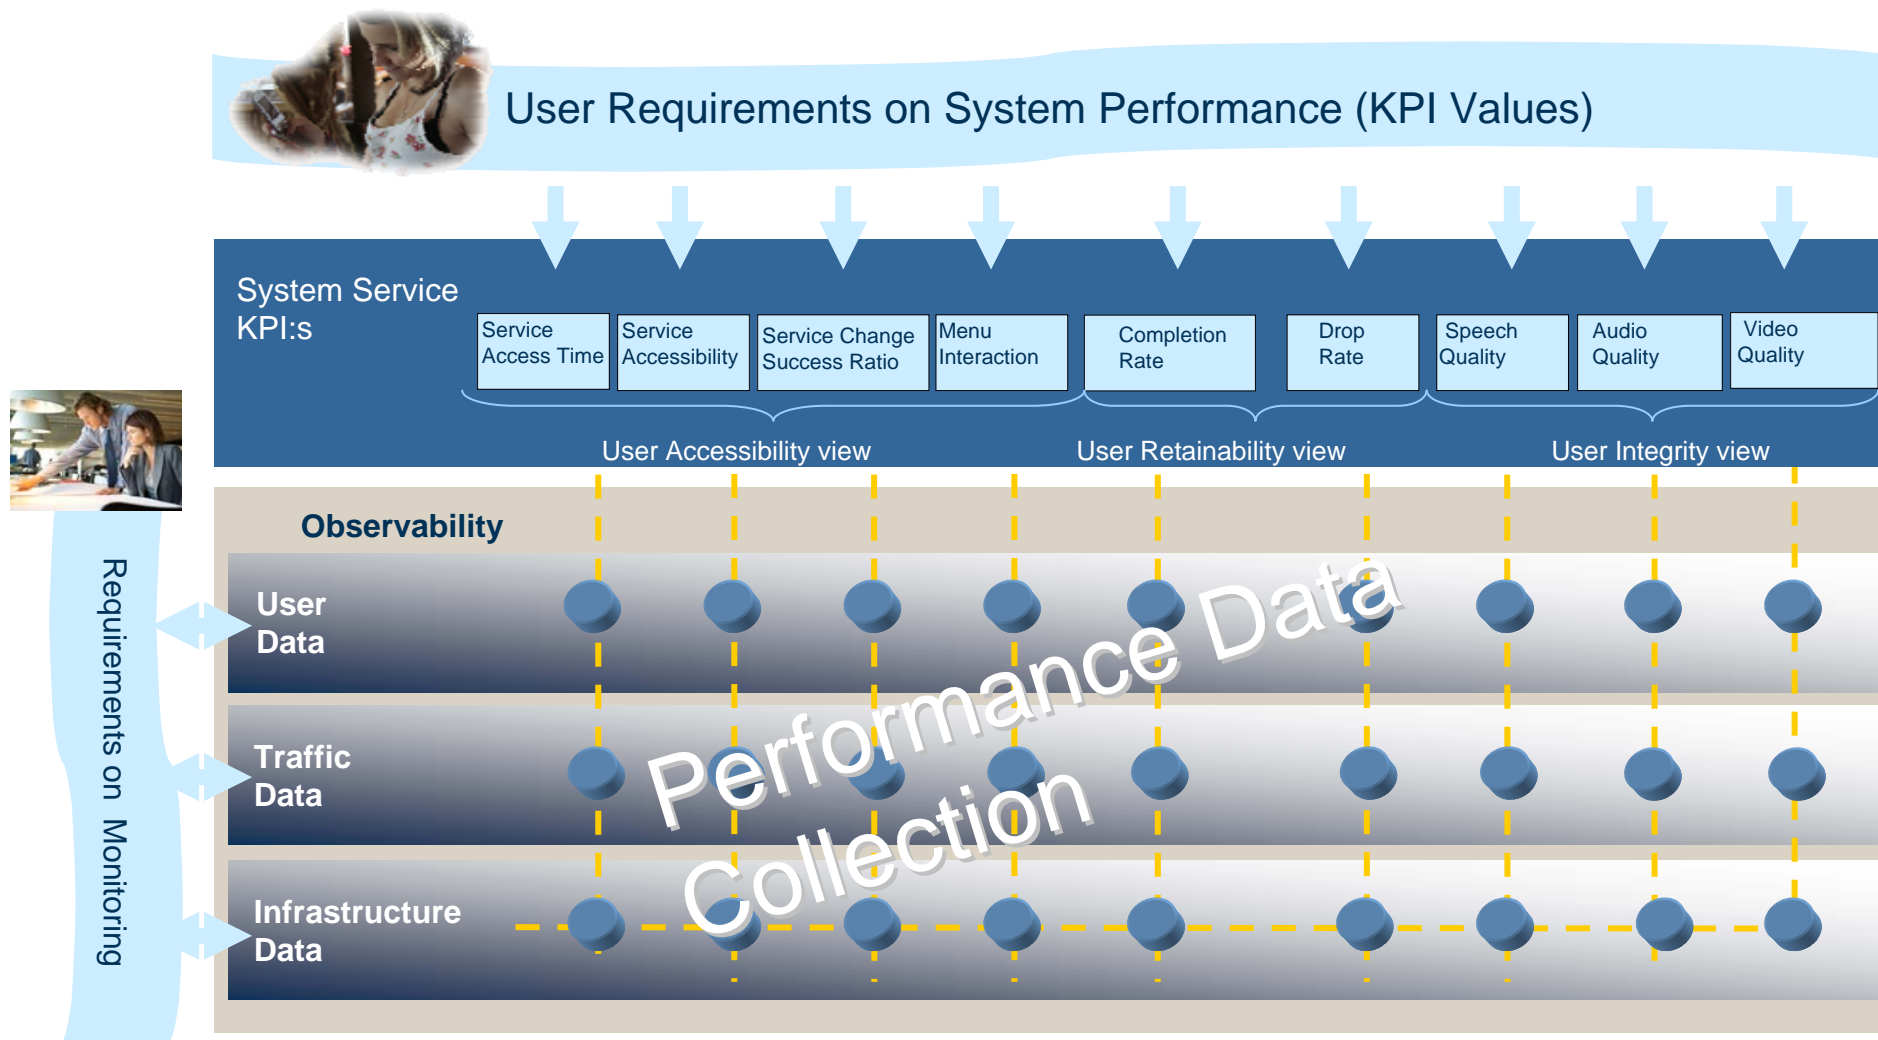 User Requirements on System Performance (KPI Values)
System Service
KPI:s
Service
Access Time
Service
Accessibility
Service Change
Success Ratio
Menu
Interaction
Completion
Rate
Drop
Rate
Speech
Quality
Audio
Quality
Video
Quality
User Accessibility view
User Retainability view
User Integrity view
Observability
User
Data
Traffic
Data
Infrastructure
Data
Performance Data
Collection
Requirements on Monitoring